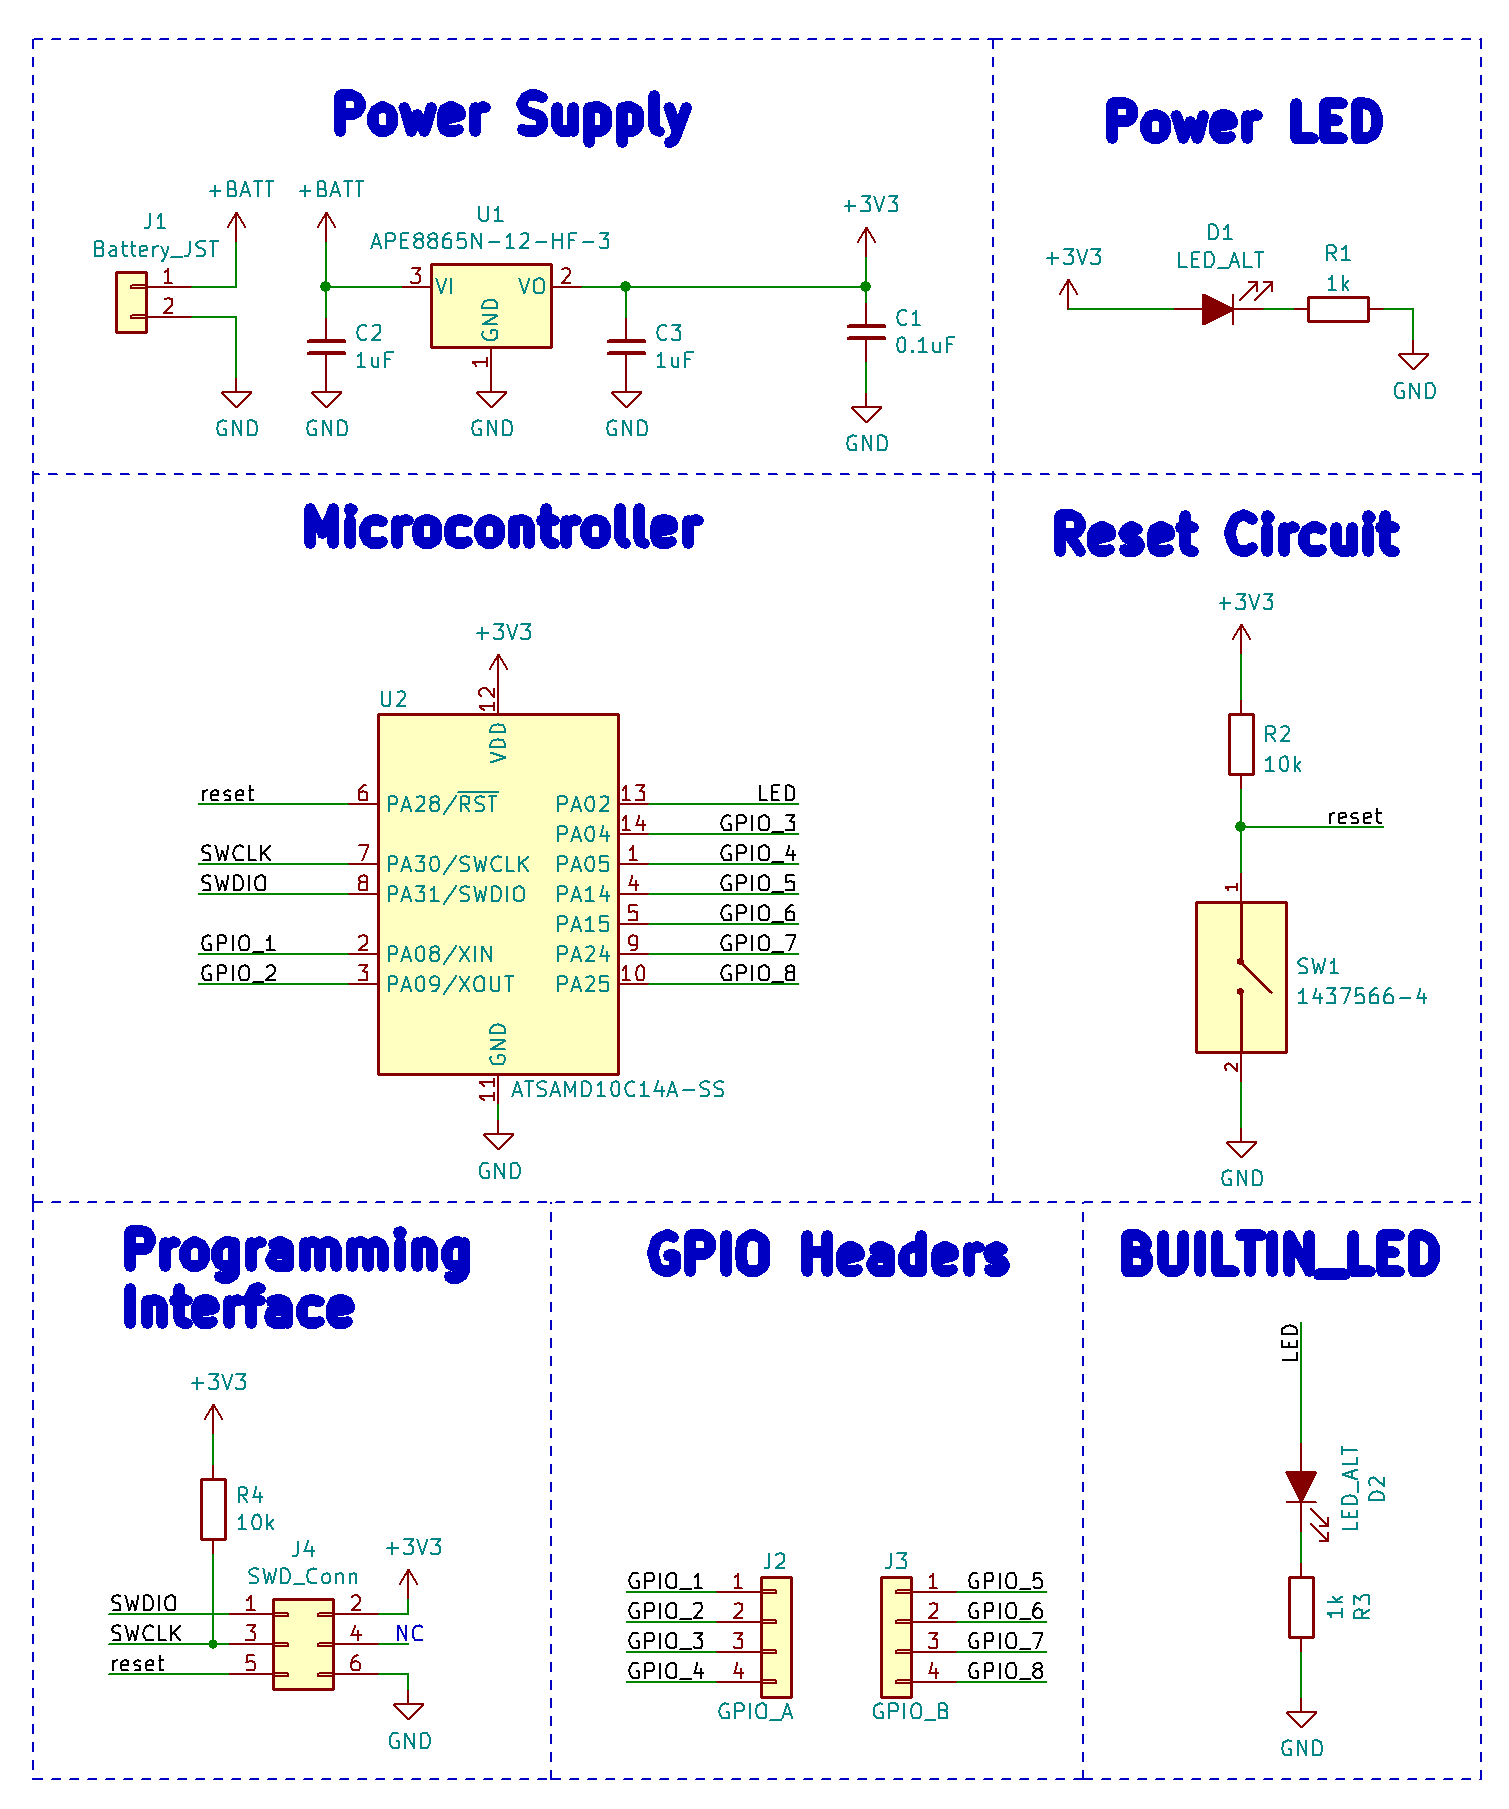 Power Supply
+BATT
+BATT
J1
Battery_JST
1
2
GND
C2
1uF
GND
U1
APE8865N-12-HF-3
3
VI
VO
2
GND
1
GND
C3
1uF
GND
+3V3
C1
0.1uF
GND
Power LED
+3V3
D1
LED_ALT
R1
1k
GND
Microcontroller
+3V3
12
U2
VDD
reset
6
PA28/RST
SWCLK
7
PA30/SWCLK
SWDIO
8
PA31/SWDIO
GPIO_1
2
PA08/XIN
GPIO_2
3
PA09/XOUT
PA02
13
LED
PA04
14
GPIO_3
PA05
1
GPIO_4
PA14
4
GPIO_5
PA15
5
GPIO_6
PA24
9
GPIO_7
PA25
10
GPIO_8
GND
11
ATSAMD10C14A-SS
GND
Reset Circuit
+3V3
R2
10k
reset
1
SW1
1437566-4
2
GND
Programming
Interface
+3V3
R4
10k
J4
SWD_Conn
+3V3
SWDIO
1
2
SWCLK
3
4
NC
reset
5
6
GND
GPIO Headers
J2
GPIO_1
1
GPIO_2
2
GPIO_3
3
GPIO_4
4
GPIO_A
J3
1
GPIO_5
2
GPIO_6
3
GPIO_7
4
GPIO_8
GPIO_B
BUILTIN_LED
LED
LED_ALT
D2
1k
R3
GND